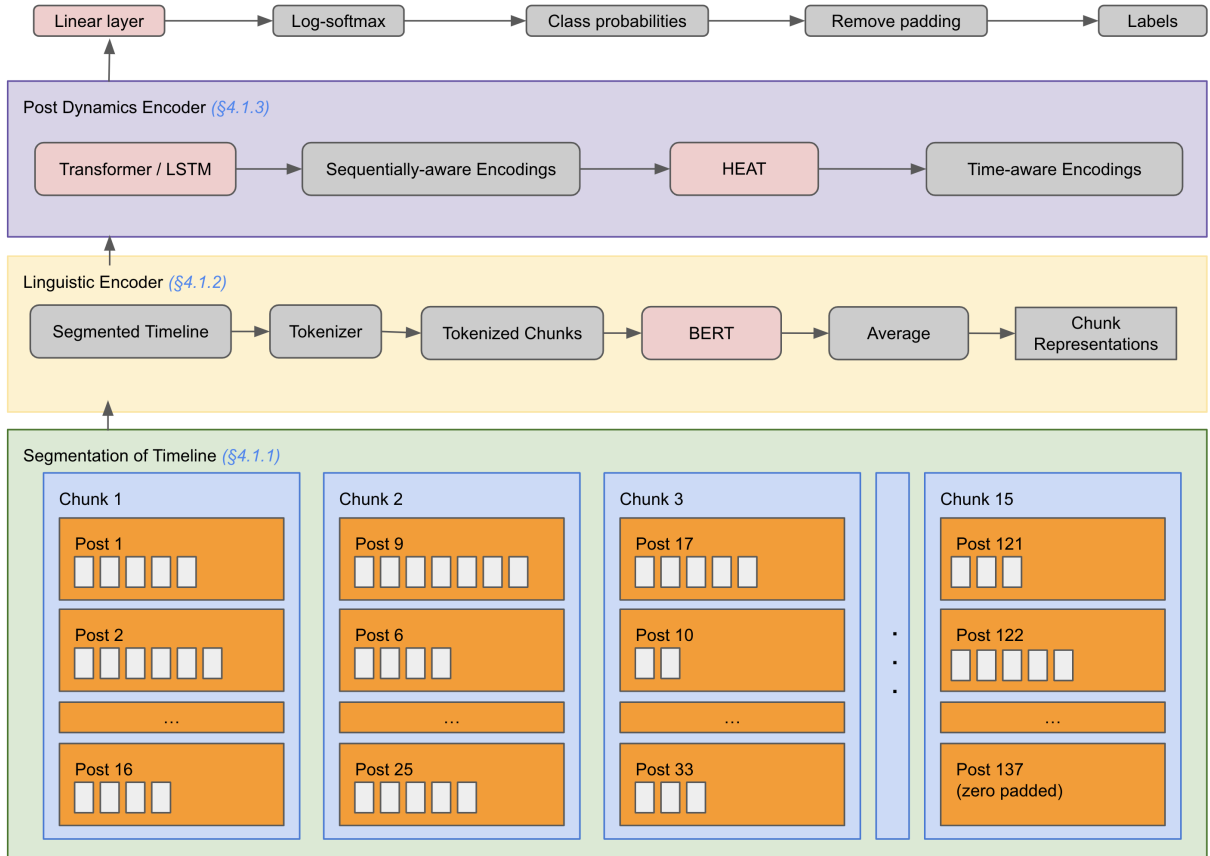 Linear layer
Log-softmax
Class probabilities
Remove padding
Labels
Post Dynamics Encoder (§4.1.3)
Transformer / LSTM
Sequentially-aware Encodings
HEAT
Time-aware Encodings
Linguistic Encoder (§4.1.2)
Segmented Timeline
Tokenizer
Tokenized Chunks
BERT
Average
Chunk
Representations
Segmentation of Timeline (§4.1.1)
Chunk 1
Post 1
Post 2
...
Post 16
Chunk 2
Post 9
Post 6
...
Post 25
Chunk 3
Post 17
Post 10
...
Post 33
. . .
Chunk 15
Post 121
Post 122
...
Post 137
(zero padded)